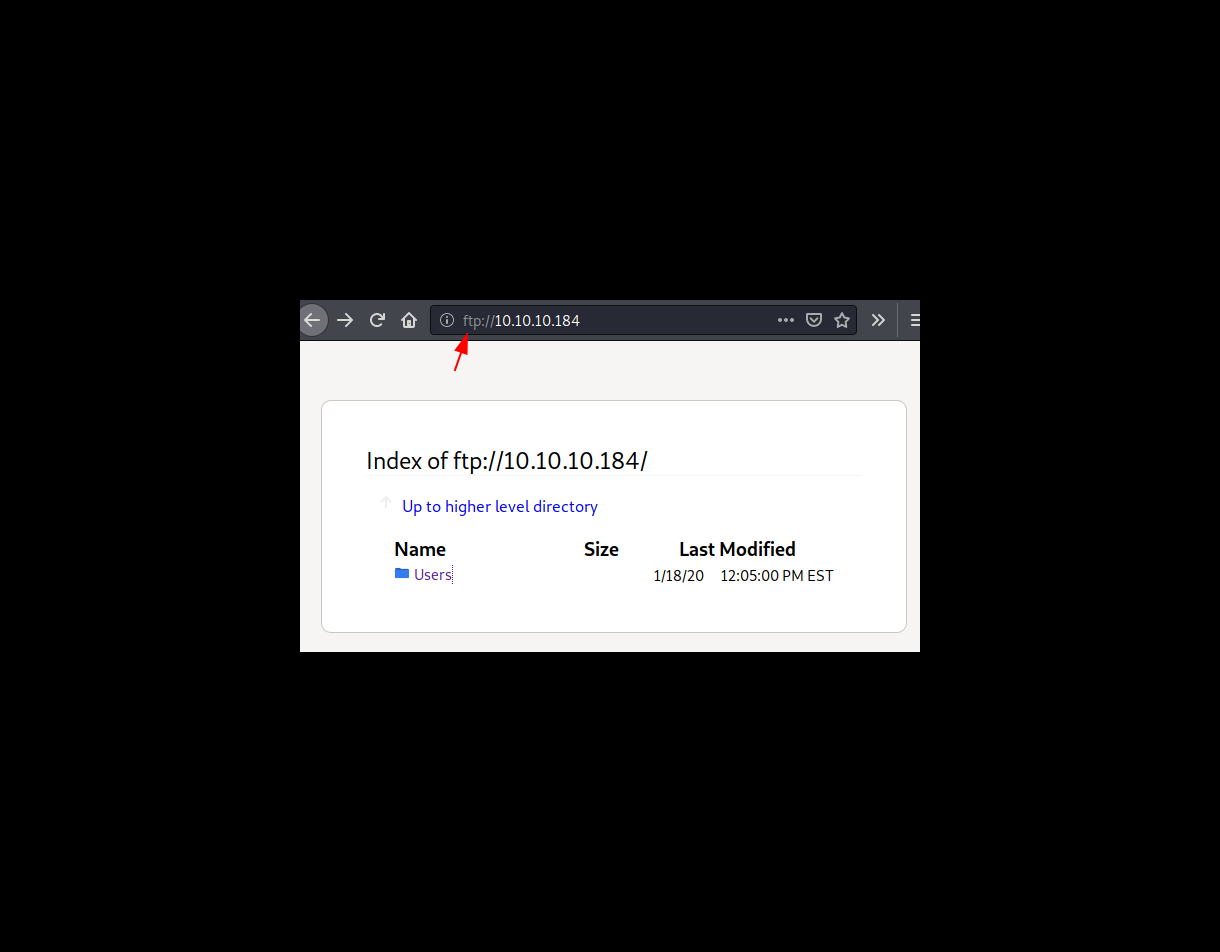 ftp://10.10.10.184
Index of ftp://10.10.10.184/
Up to higher level directory
Name Size Last Modified
Users 1/18/20 12:05:00 PM EST